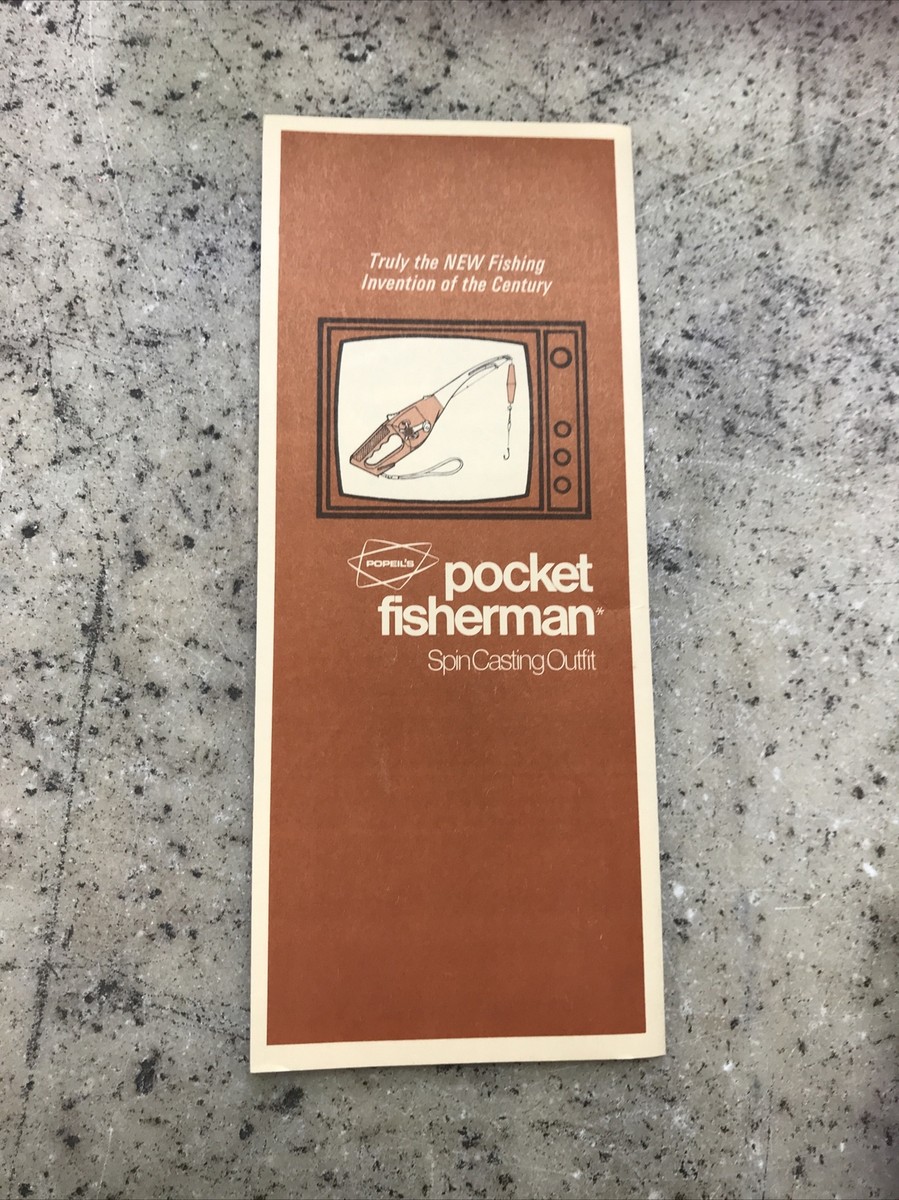 Truly the NEW Fishing
Invention of the Century
POPEIL'S
pocket
fisherman*
Spin Casting Outfit